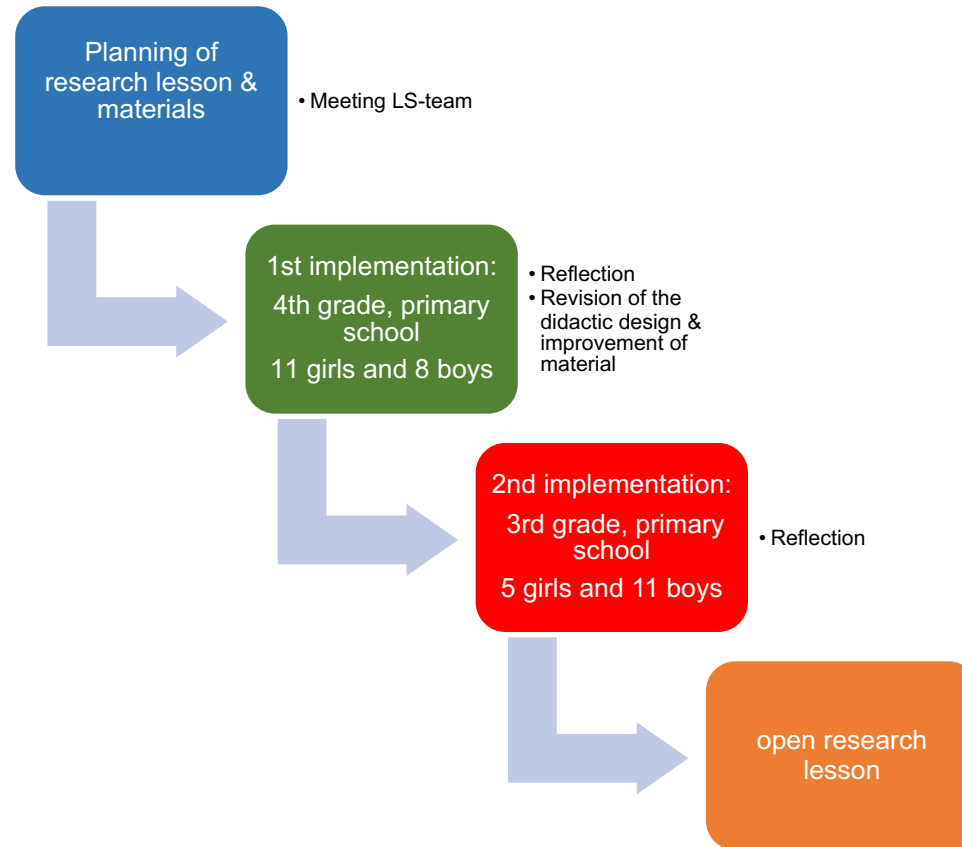 Planning of
research lesson &
materials
• Meeting LS-team
1st implementation:
4th grade, primary
school
11 girls and 8 boys
• Reflection
• Revision of the
didactic design &
improvement of
material
2nd implementation:
3rd grade, primary
school
5 girls and 11 boys
• Reflection
open research
lesson